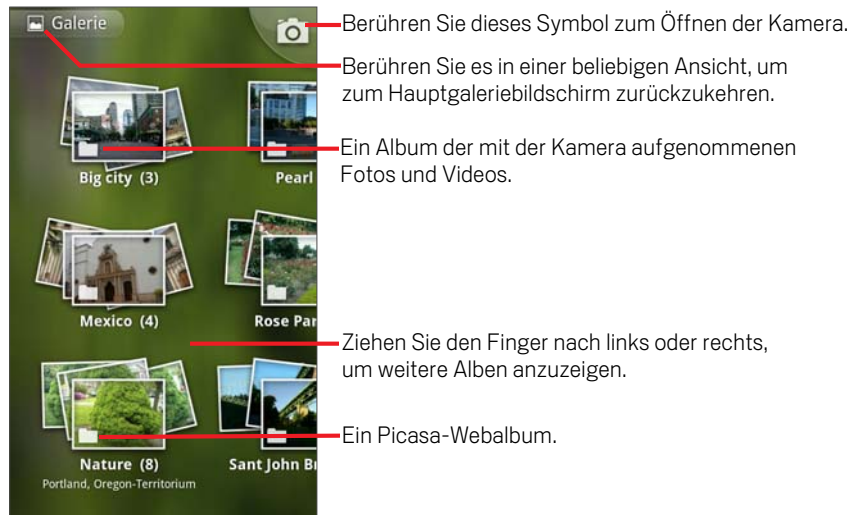 Galerie
Berühren Sie dieses Symbol zum Öffnen der Kamera.
Berühren Sie es in einer beliebigen Ansicht, um
zum Hauptgaleriebildschirm zurückzukehren.
Ein Album der mit der Kamera aufgenommenen
Fotos und Videos.
Big city (3)
Pearl
Mexico (4)
Rose Par
Ziehen Sie den Finger nach links oder rechts,
um weitere Alben anzuzeigen.
Ein Picasa-Webalbum.
Nature (8)
Sant John Br
Portland, Oregon-Territorium